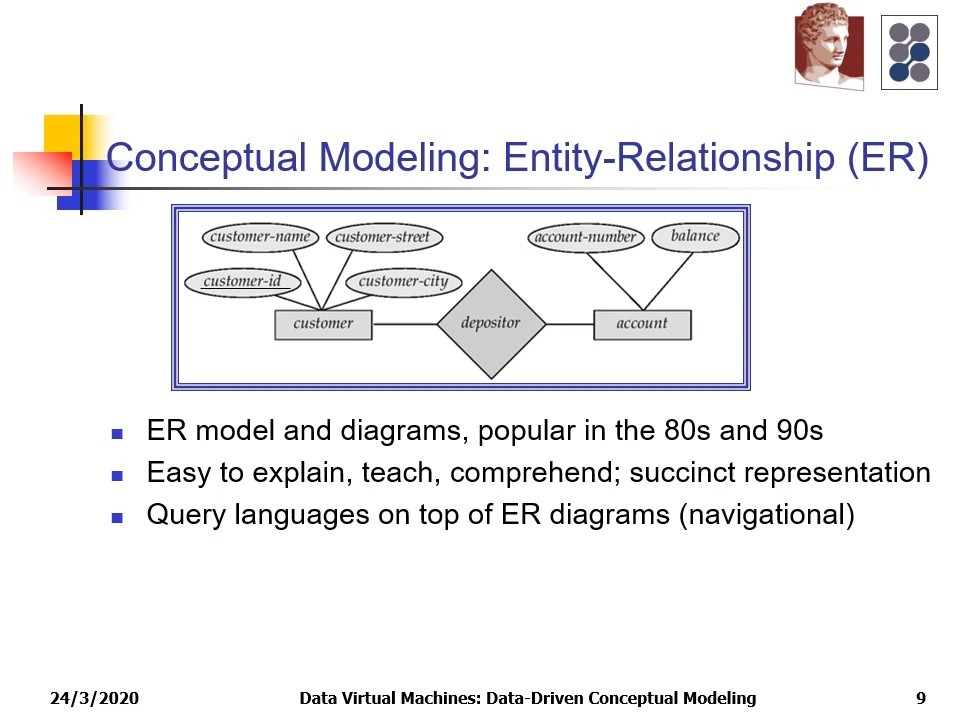 Conceptual Modeling: Entity-Relationship (ER)
customer-name customer-street account-number balance
customer-id customer-city
customer depositor account
ER model and diagrams, popular in the 80s and 90s
Easy to explain, teach, comprehend; succinct representation
Query languages on top of ER diagrams (navigational)
24/3/2020 Data Virtual Machines: Data-Driven Conceptual Modeling 9